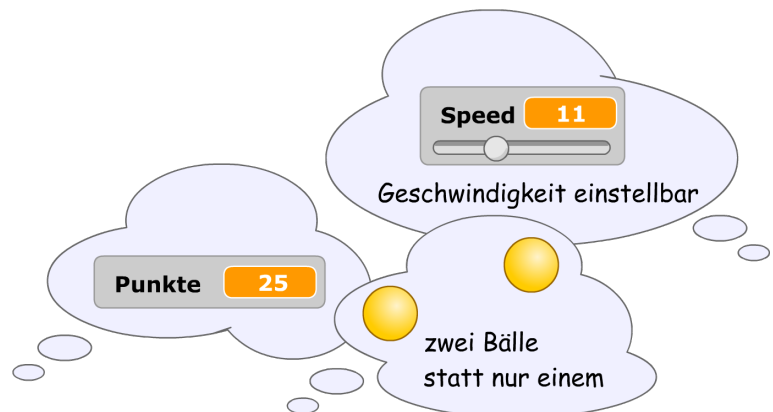 Speed 11
Geschwindigkeit einstellbar
Punkte 25
zwei Bälle
statt nur einem